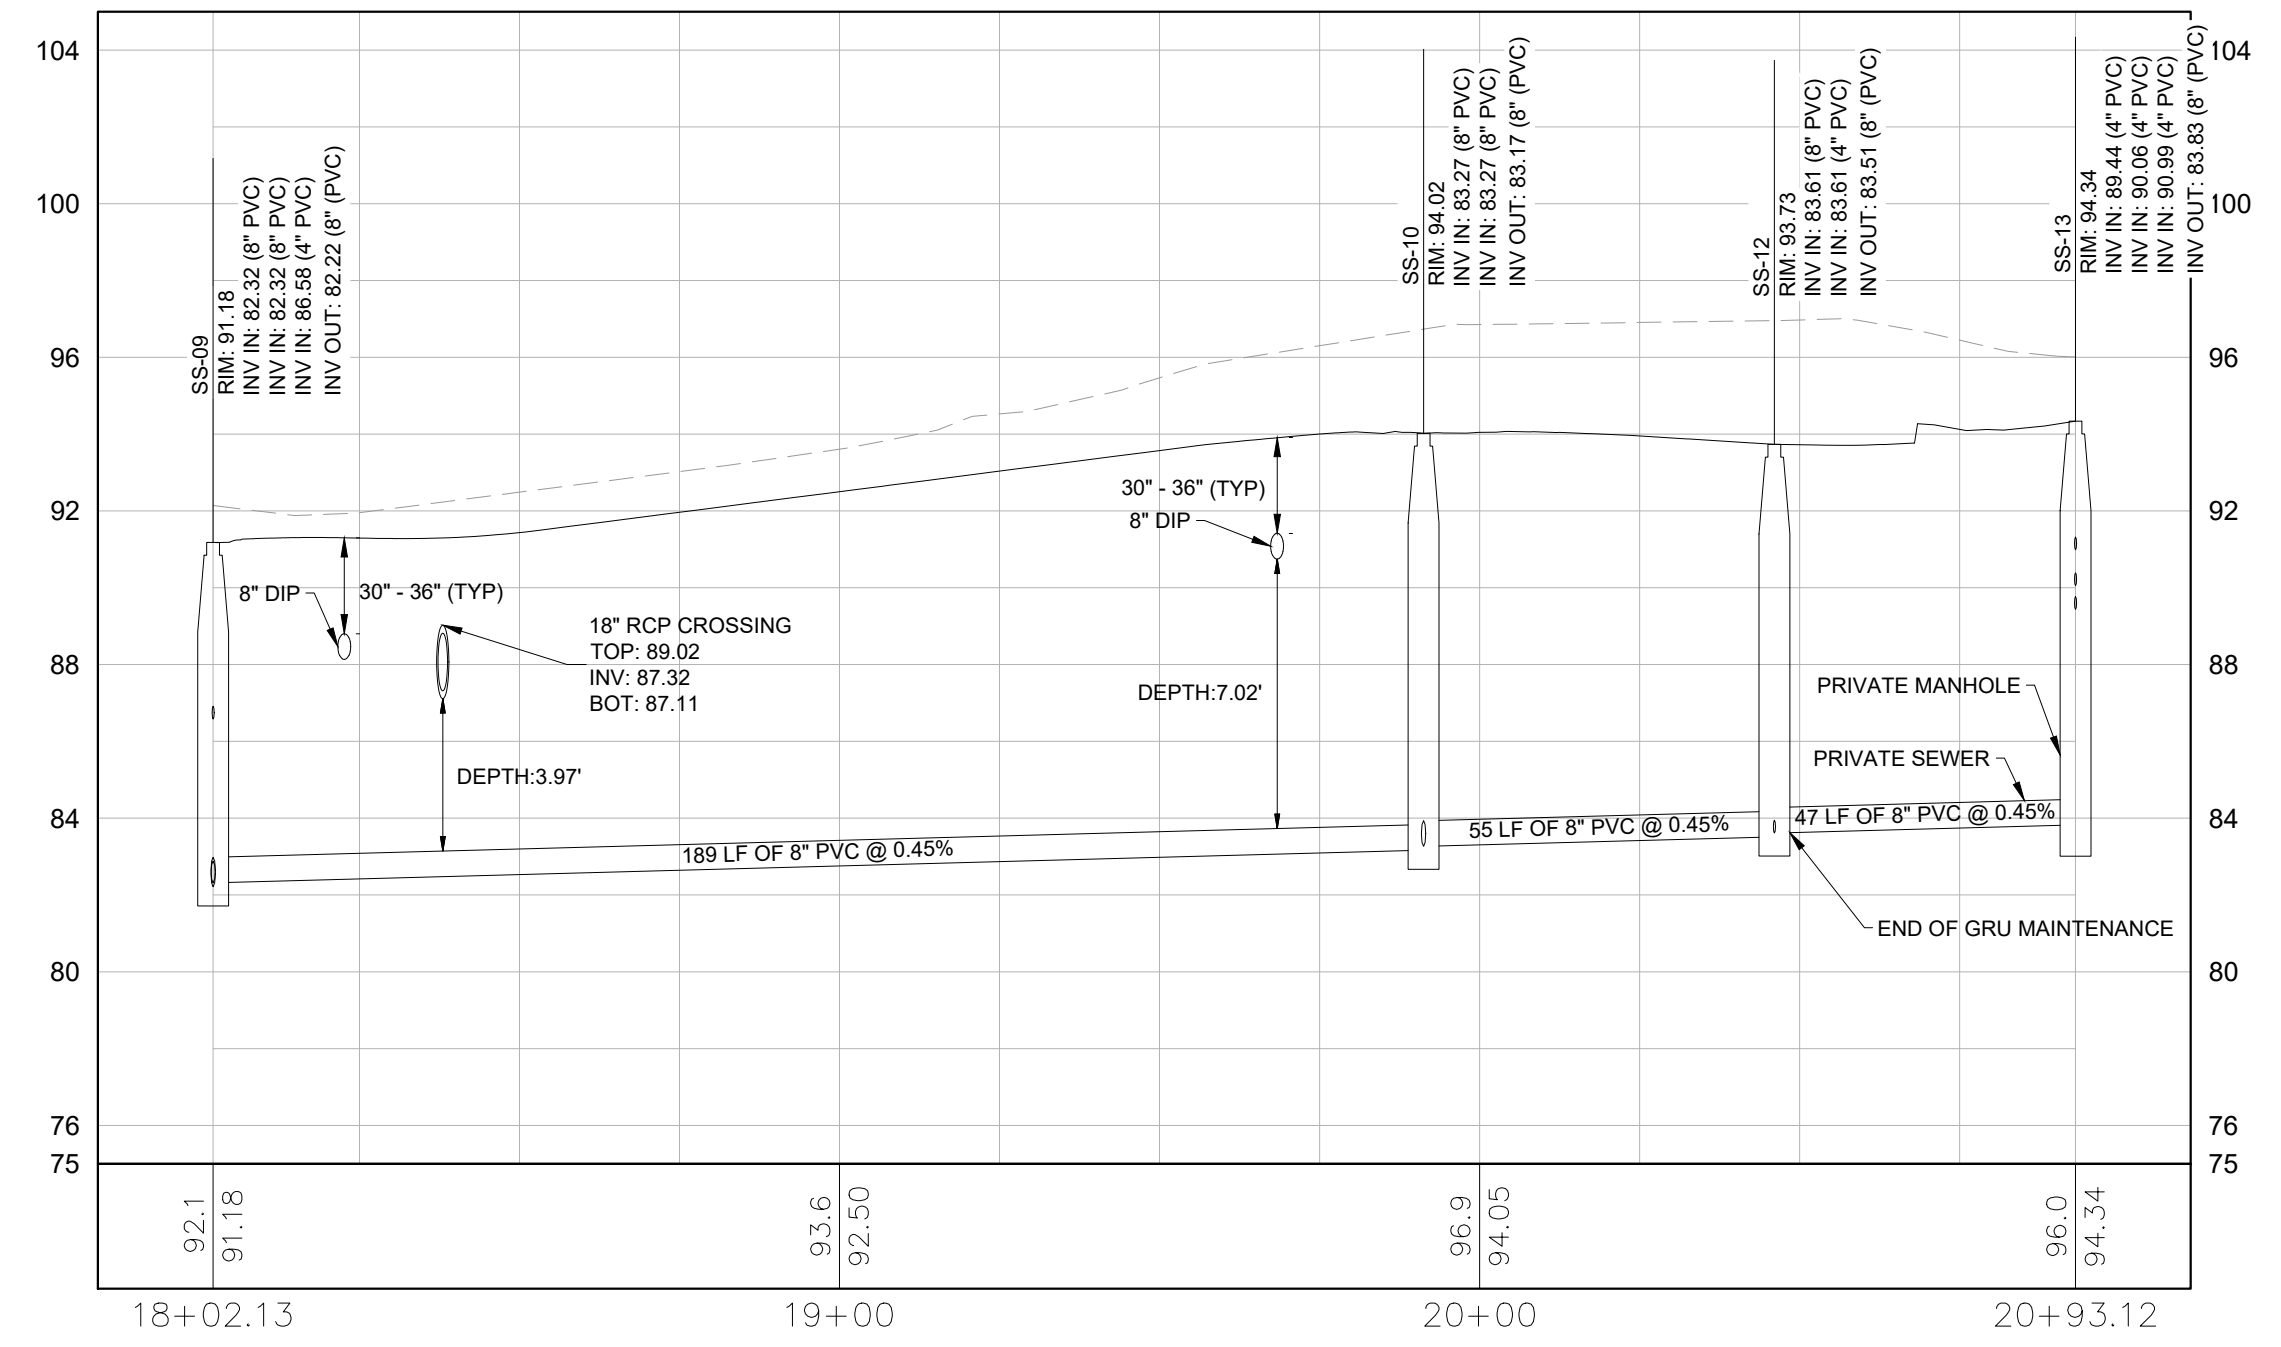 104
100
96
92
88
84
80
76
75
SS-09
RIM: 91.18
INV IN: 82.32 (8" PVC)
INV IN: 82.32 (8" PVC)
INV IN: 86.58 (4" PVC)
INV OUT: 82.22 (8" (PVC)
SS-10
RIM: 94.02
INV IN: 83.27 (8" PVC)
INV IN: 83.27 (8" PVC)
INV OUT: 83.17 (8" (PVC)
SS-12
RIM: 93.73
INV IN: 83.61 (8" PVC)
INV IN: 83.61 (4" PVC)
INV OUT: 83.51 (8" (PVC)
SS-13
RIM: 94.34
INV IN: 89.44 (4" PVC)
INV IN: 90.06 (4" PVC)
INV IN: 90.99 (4" PVC)
INV OUT: 83.83 (8" (PVC)
104
100
96
92
88
84
80
76
75
8" DIP
30" - 36" (TYP)
18" RCP CROSSING
TOP: 89.02
INV: 87.32
BOT: 87.11
DEPTH:3.97'
30" - 36" (TYP)
8" DIP
DEPTH:7.02'
PRIVATE MANHOLE
PRIVATE SEWER
189 LF OF 8" PVC @ 0.45%
55 LF OF 8" PVC @ 0.45%
47 LF OF 8" PVC @ 0.45%
END OF GRU MAINTENANCE
92.1
91.18
93.6
92.50
96.9
94.05
96.0
94.34
18+02.13
19+00
20+00
20+93.12